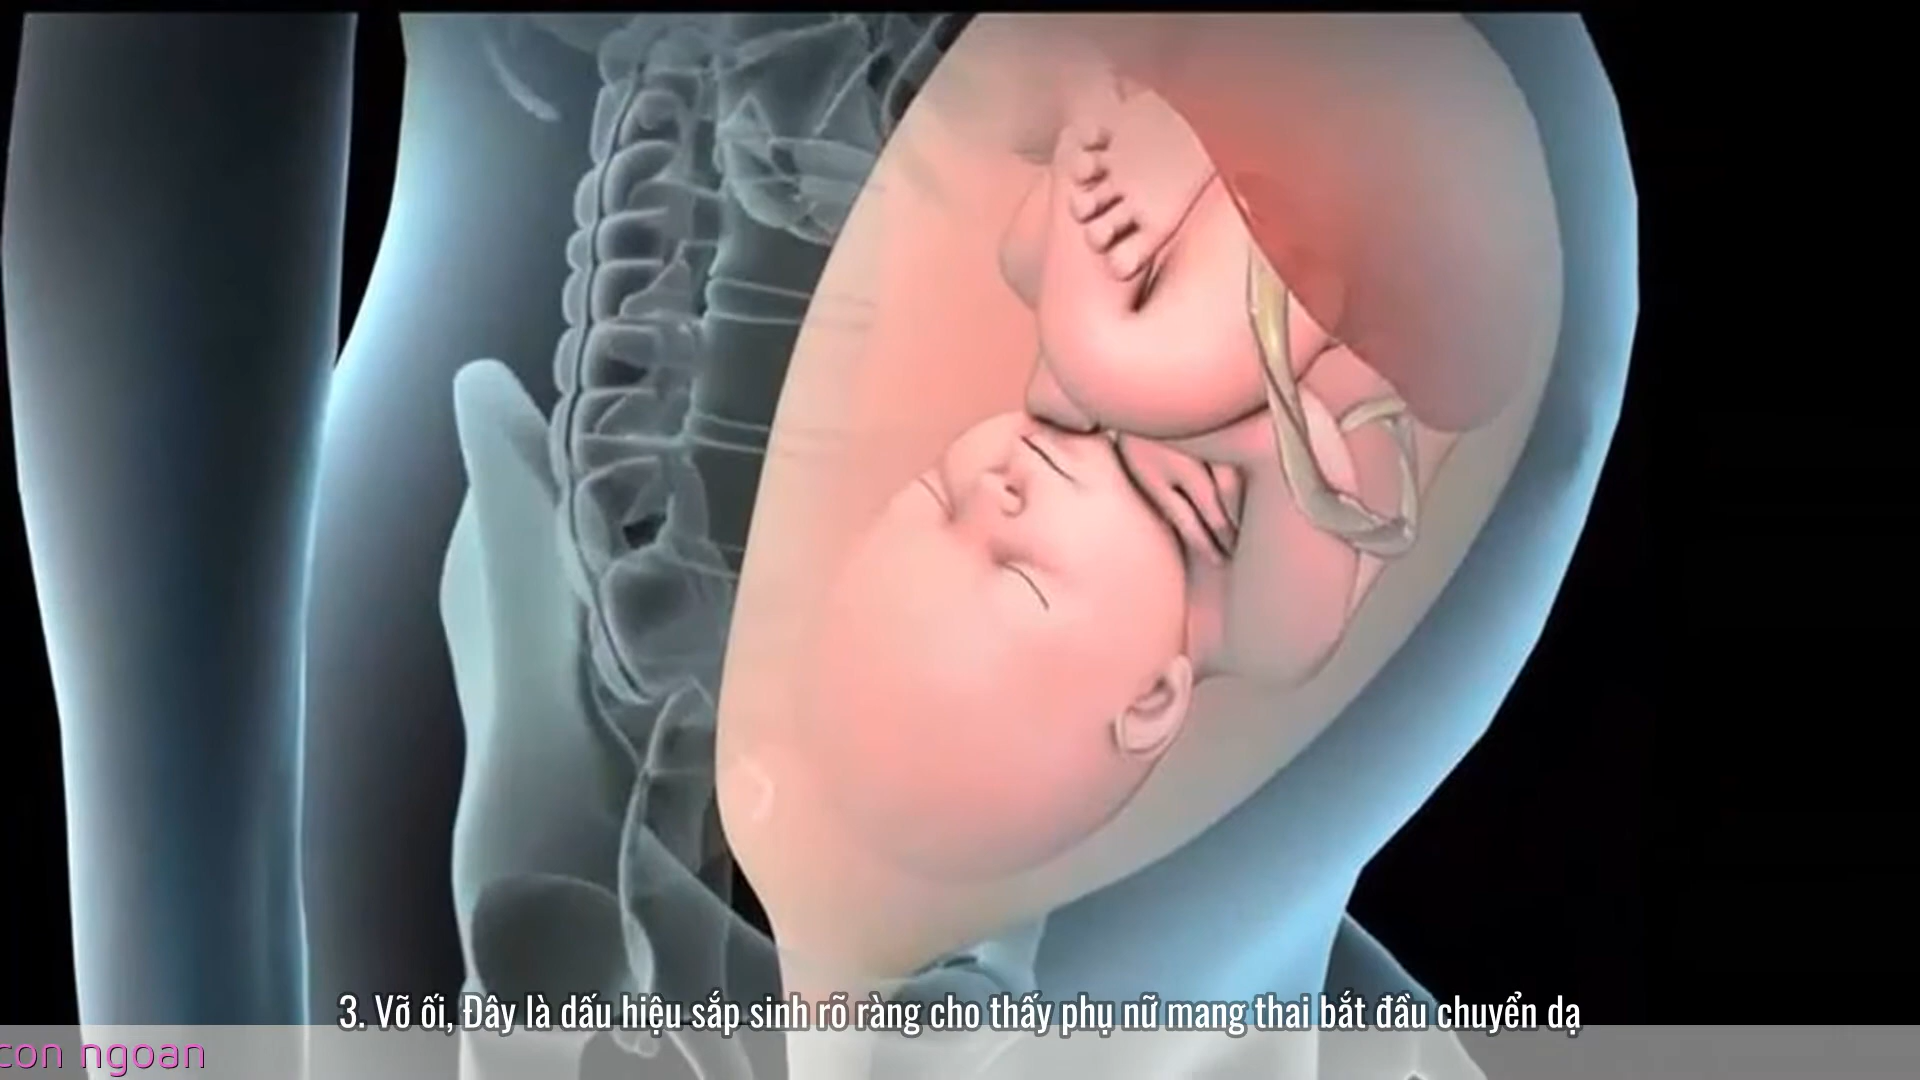 3. Vỡ ối, Đây là dấu hiệu sắp sinh rõ ràng cho thấy phụ nữ mang thai bắt đầu chuyển dạ
con ngoan